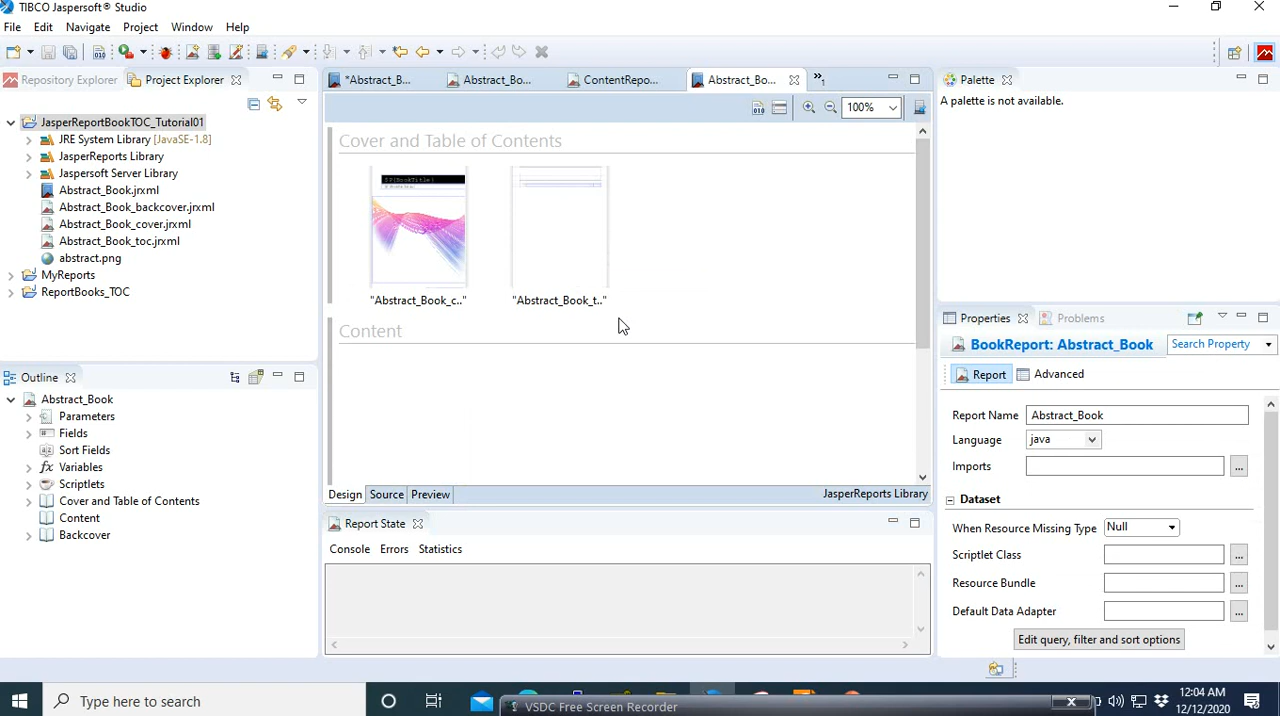 TIBCO Jaspersoft® Studio
File Edit Navigate Project Window Help
Repository Explorer Project Explorer
JasperReportBookTOC_Tutorial01
JRE System Library [JavaSE-1.8]
JasperReports Library
Jaspersoft Server Library
Abstract_Book.jrxml
Abstract_Book_backcover.jrxml
Abstract_Book_cover.jrxml
Abstract_Book_toc.jrxml
abstract.png
MyReports
ReportBooks_TOC
Outline
Abstract_Book
Parameters
Fields
Sort Fields
fx Variables
Scriptlets
Cover and Table of Contents
Content
Backcover
*Abstract_B... Abstract_Bo... ContentRepo... Abstract_Bo... »1
100%
Cover and Table of Contents
$P{BookTitle}
"Abstract_Book_c.." "Abstract_Book_t.."
Content
Design Source Preview JasperReports Library
Report State
Console Errors Statistics
Palette
A palette is not available.
Properties Problems
BookReport: Abstract_Book Search Property
Report Advanced
Report Name Abstract_Book
Language java
Imports ...
Dataset
When Resource Missing Type Null
Scriptlet Class ...
Resource Bundle ...
Default Data Adapter ...
Edit query, filter and sort options
Type here to search
VSDC Free Screen Recorder
12:04 AM
12/12/2020